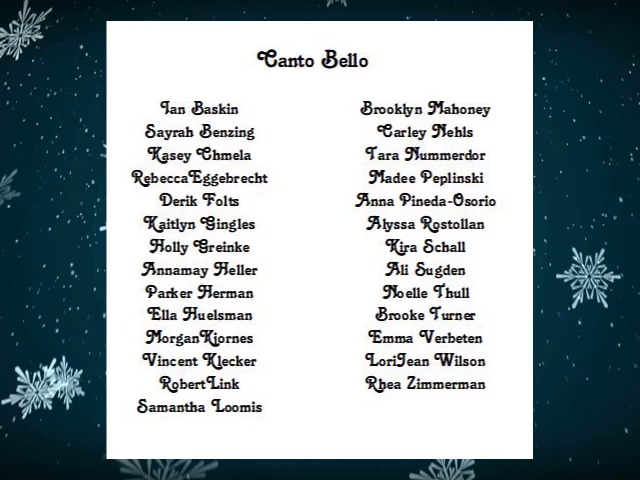 Canto Bello
Ian Baskin
Sayrah Benzing
Kasey Chmela
RebeccaEggebrecht
Derik Folts
Kaitlyn Gingles
Holly Greinke
Annamay Heller
Parker Herman
Ella Huelsman
MorganKjornes
Vincent Klecker
RobertLink
Samantha Loomis
Brooklyn Mahoney
Carley Nehls
Tara Nummerdor
Madee Peplinski
Anna Pineda-Osorio
Alyssa Rostollan
Kira Schall
Ali Sugden
Noelle Thull
Brooke Turner
Emma Verbeten
LoriJean Wilson
Rhea Zimmerman